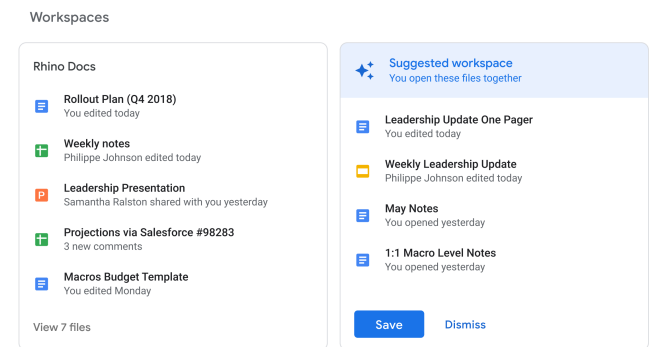 Workspaces
Rhino Docs
Rollout Plan (Q4 2018)
You edited today
Weekly notes
Philippe Johnson edited today
P
Leadership Presentation
Samantha Ralston shared with you yesterday
Projections via Salesforce #98283
3 new comments
Macros Budget Template
You edited Monday
View 7 files
Suggested workspace
You open these files together
Leadership Update One Pager
You edited today
Weekly Leadership Update
Philippe Johnson edited today
May Notes
You opened yesterday
1:1 Macro Level Notes
You opened yesterday
Save
Dismiss